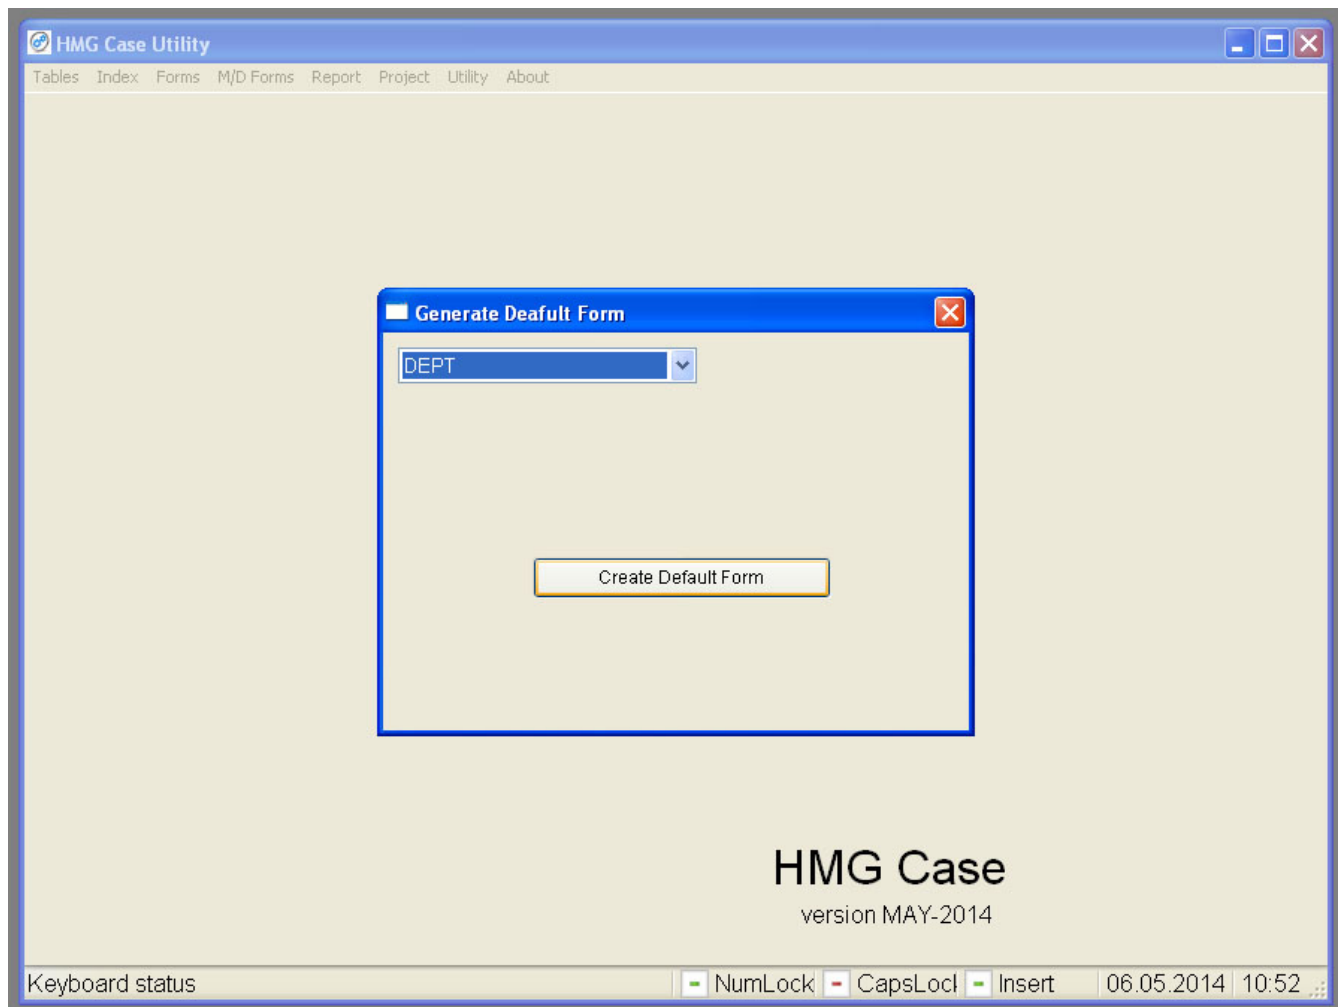 HMG Case Utility
Tables Index Forms M/D Forms Report Project Utility About
Generate Deafult Form
DEPT
Create Default Form
HMG Case
version MAY-2014
Keyboard status NumLock CapsLocl Insert 06.05.2014 10:52